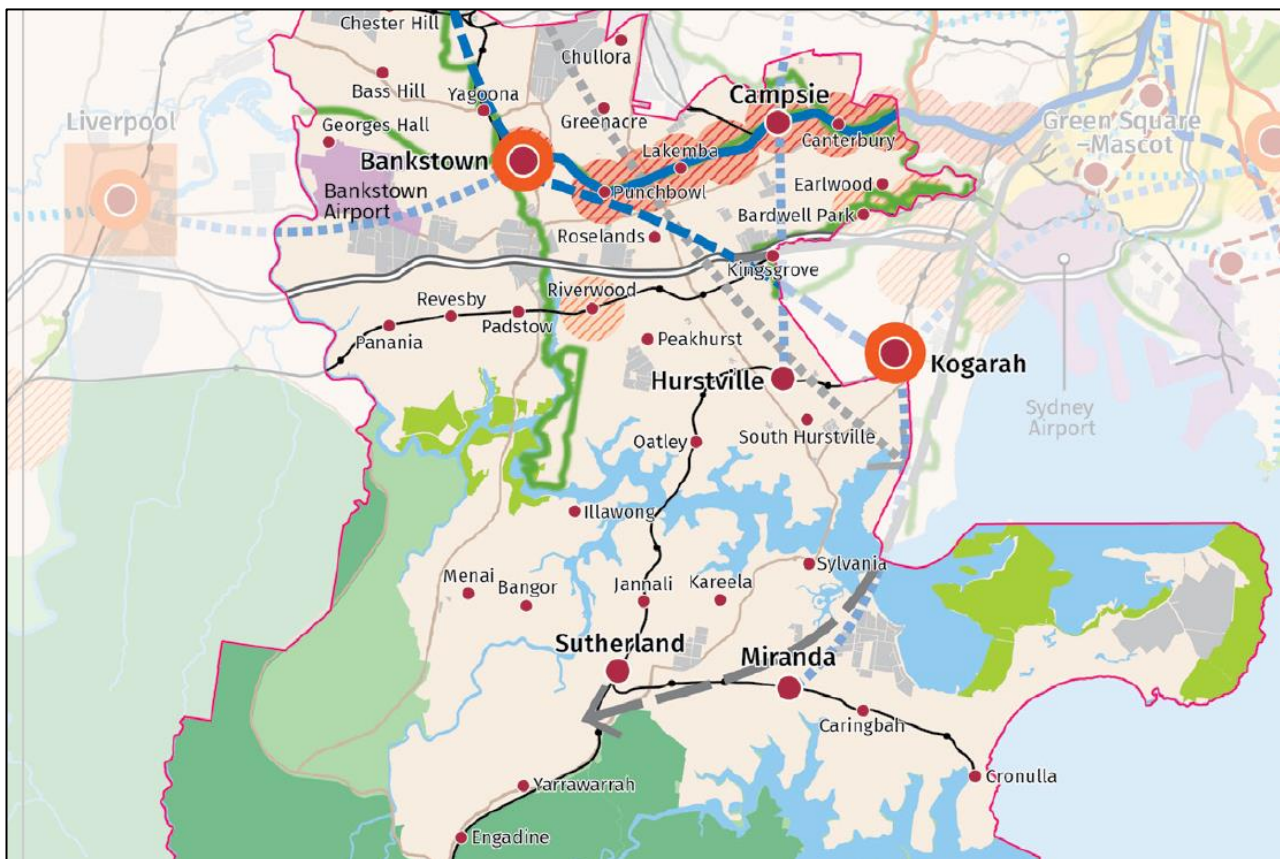 Chester Hill
Chullora
Bass Hill
Yagoona
Campsie
Liverpool
Georges Hall
Greenacre
Green Square
–Mascot
Canterbury
Lakemba
Bankstown
Bankstown
Airport
Punchbowl
Earlwood
Bardwell Park
Roselands
Kingsgrove
Riverwood
Revesby
Padstow
Panania
Peakhurst
Kogarah
Hurstville
Sydney
Airport
South Hurstville
Oatley
Illawong
Sylvania
Menai
Bangor
Jannali
Kareela
Sutherland
Miranda
Caringbah
Cronulla
Yarrawarrah
Engadine